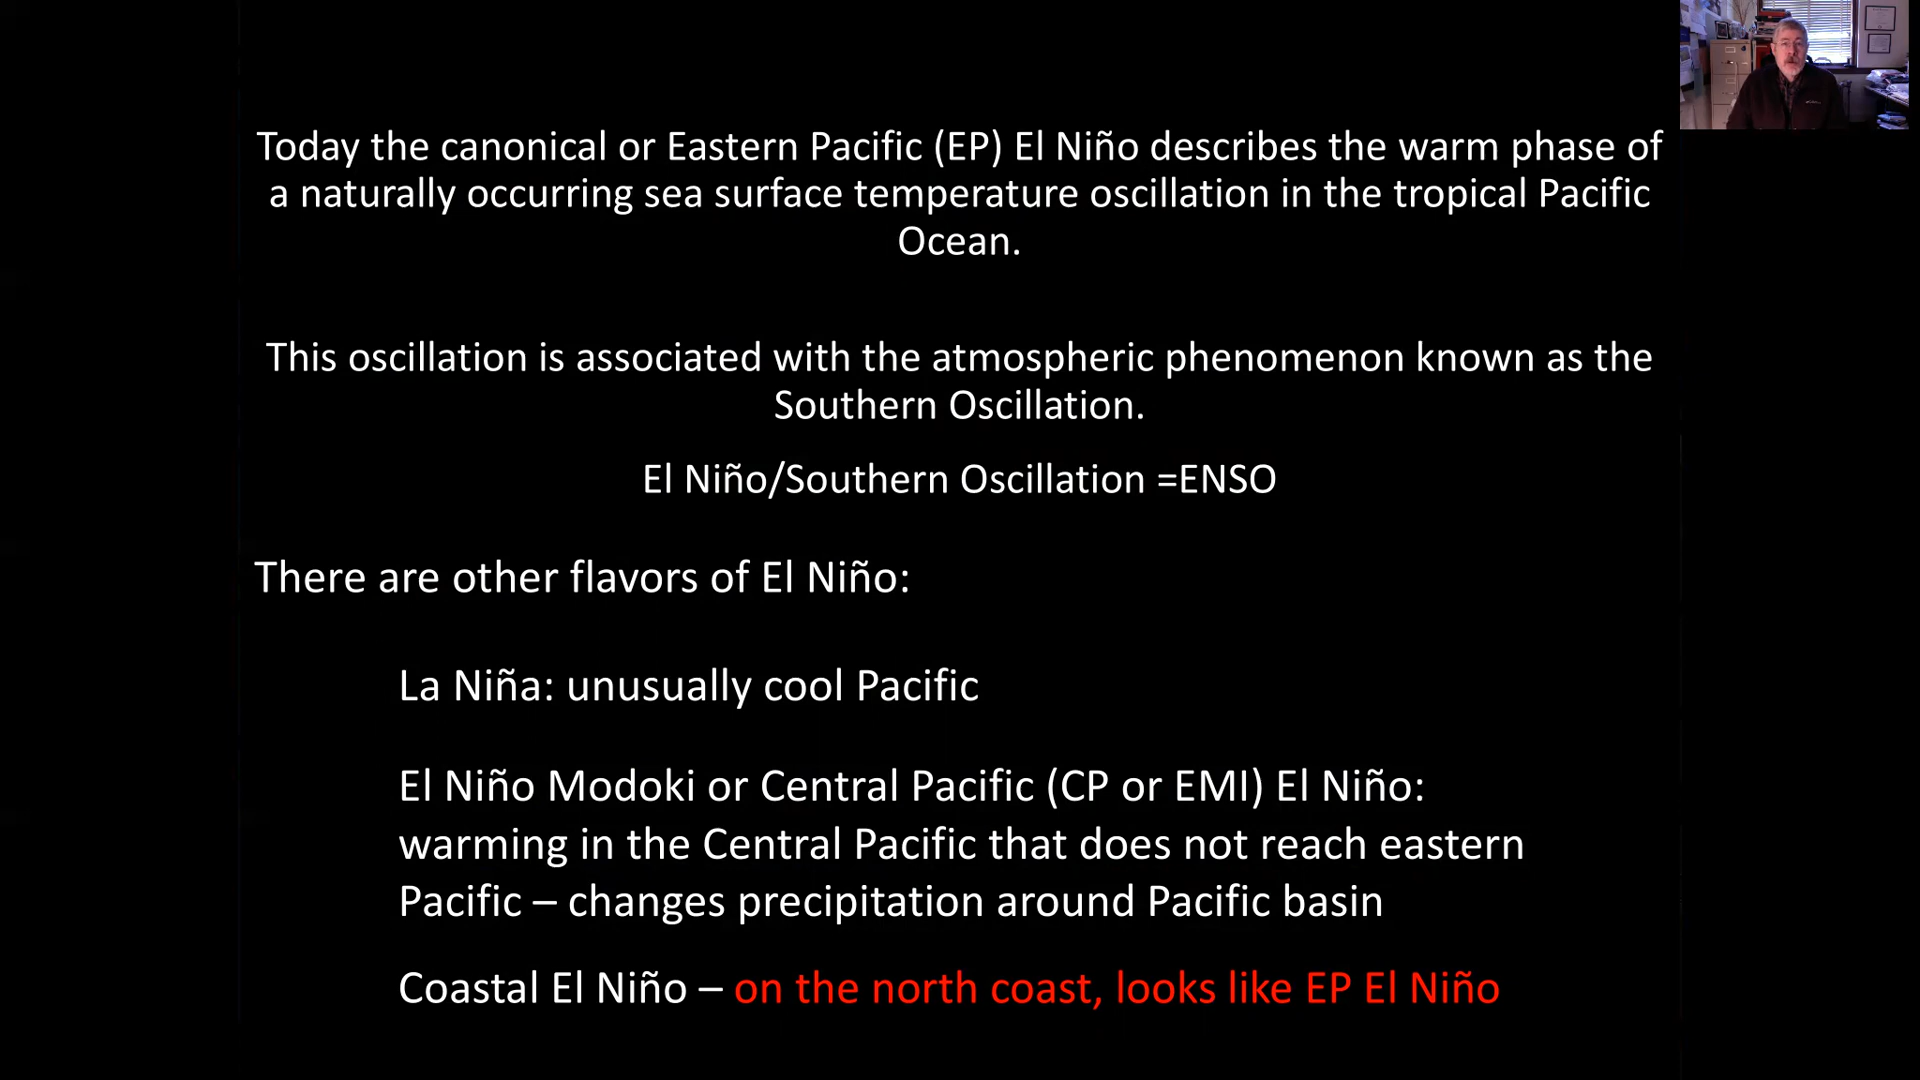 Today the canonical or Eastern Pacific (EP) El Niño describes the warm phase of
a naturally occurring sea surface temperature oscillation in the tropical Pacific
Ocean.
This oscillation is associated with the atmospheric phenomenon known as the
Southern Oscillation.
El Niño/Southern Oscillation =ENSO
There are other flavors of El Niño:
La Niña: unusually cool Pacific
El Niño Modoki or Central Pacific (CP or EMI) El Niño:
warming in the Central Pacific that does not reach eastern
Pacific – changes precipitation around Pacific basin
Coastal El Niño – on the north coast, looks like EP El Niño